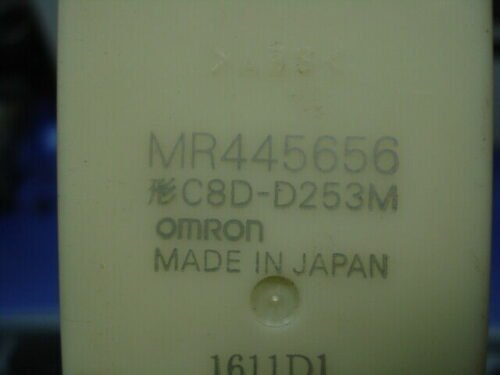 MR445656
形C8D-D253M
omron
MADE IN JAPAN
1611D1